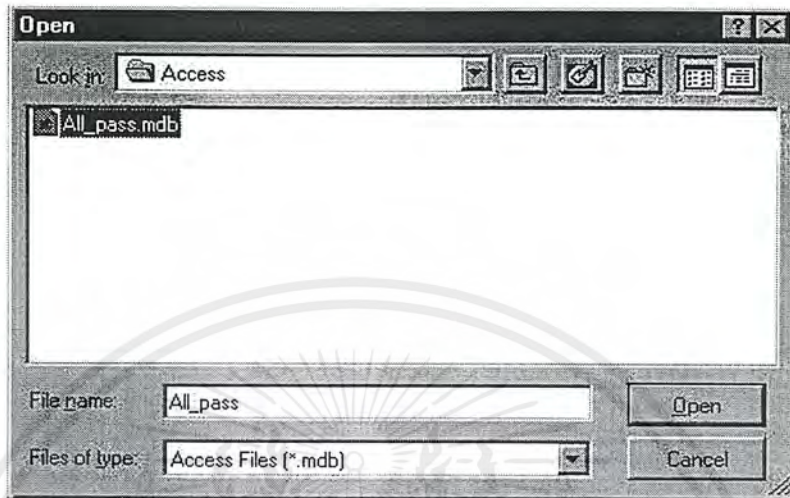 Open
Look in: Access
All_pass.mdb
File name: All_pass Open
Files of type: Access Files (*.mdb) Cancel